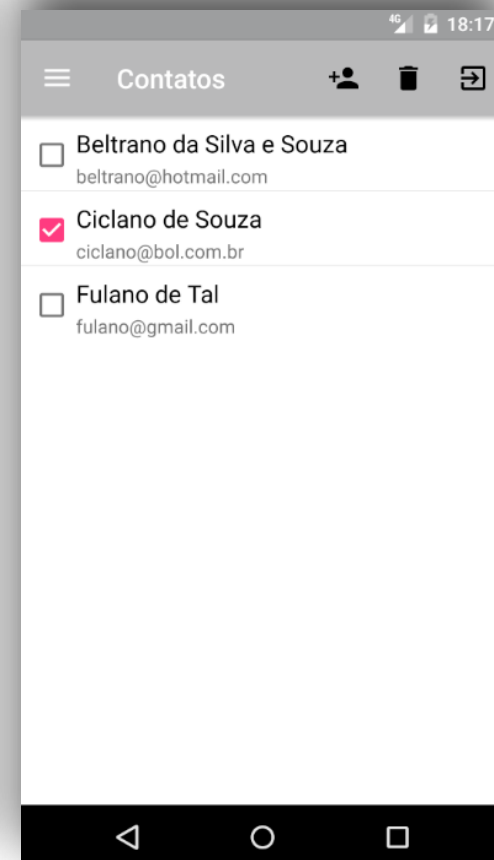 4G 18:17
Contatos
Beltrano da Silva e Souza
beltrano@hotmail.com
Ciclano de Souza
ciclano@bol.com.br
Fulano de Tal
fulano@gmail.com